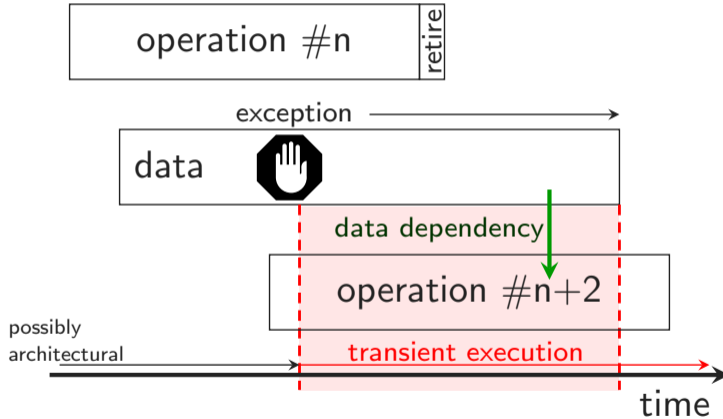 operation #n
retire
exception
data
data dependency
operation #n+2
possibly
architectural
transient execution
time